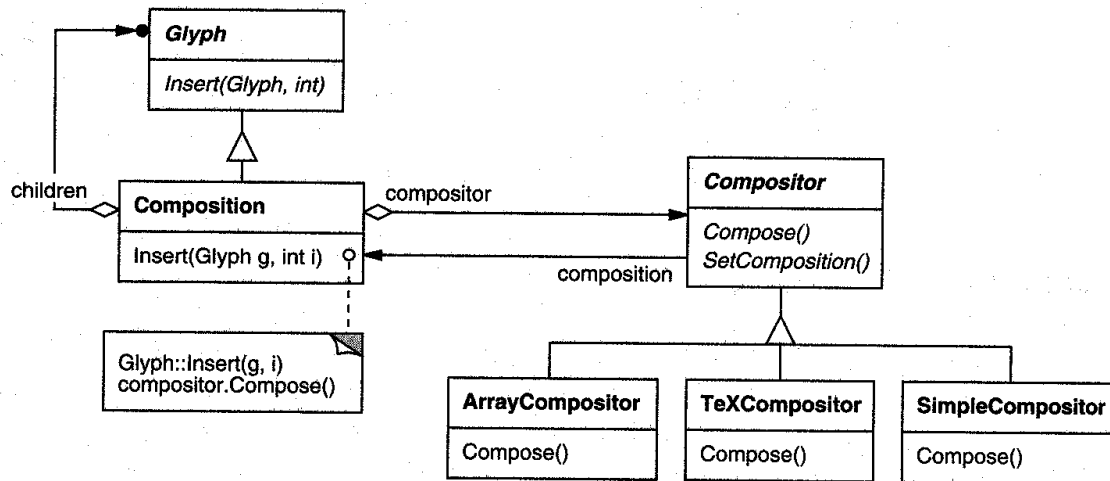 Glyph
Insert(Glyph, int)
children
Composition
Insert(Glyph g, int i)
compositor
composition
Compositor
Compose()
SetComposition()
Glyph::Insert(g, i)
compositor.Compose()
ArrayCompositor
Compose()
TeXCompositor
Compose()
SimpleCompositor
Compose()